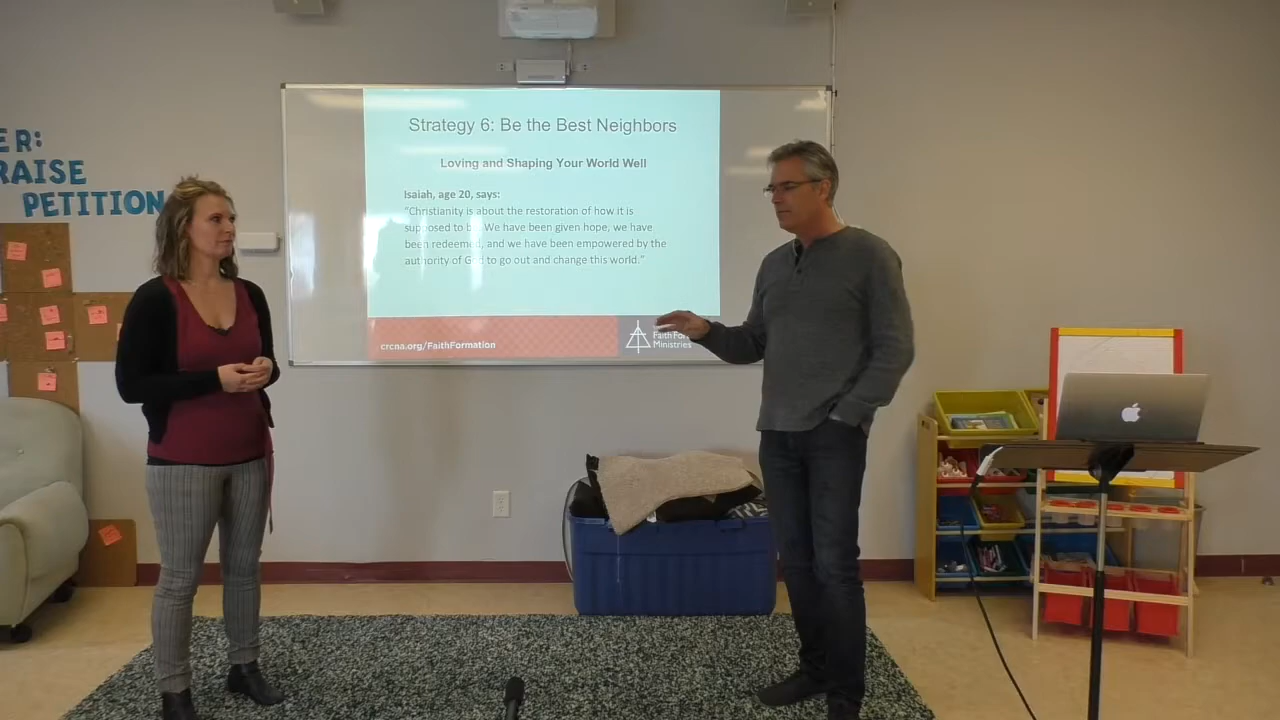 ER:
RAISE
PETITION
Strategy 6: Be the Best Neighbors
Loving and Shaping Your World Well
Isaiah, age 20, says:
"Christianity is about the restoration of how it is
supposed to be. We have been given hope, we have
been redeemed, and we have been empowered by the
authority of God to go out and change this world."
crcna.org/FaithFormation
Faith For
Ministries